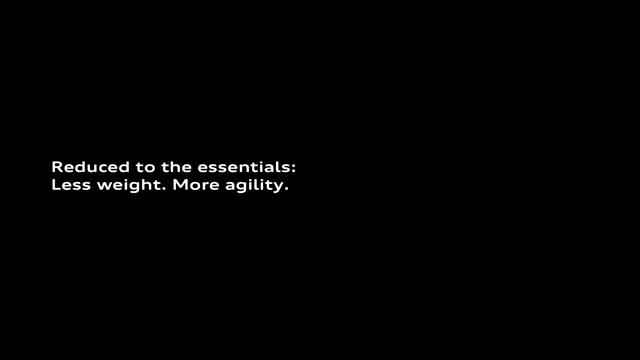 Reduced to the essentials:
Less weight. More agility.